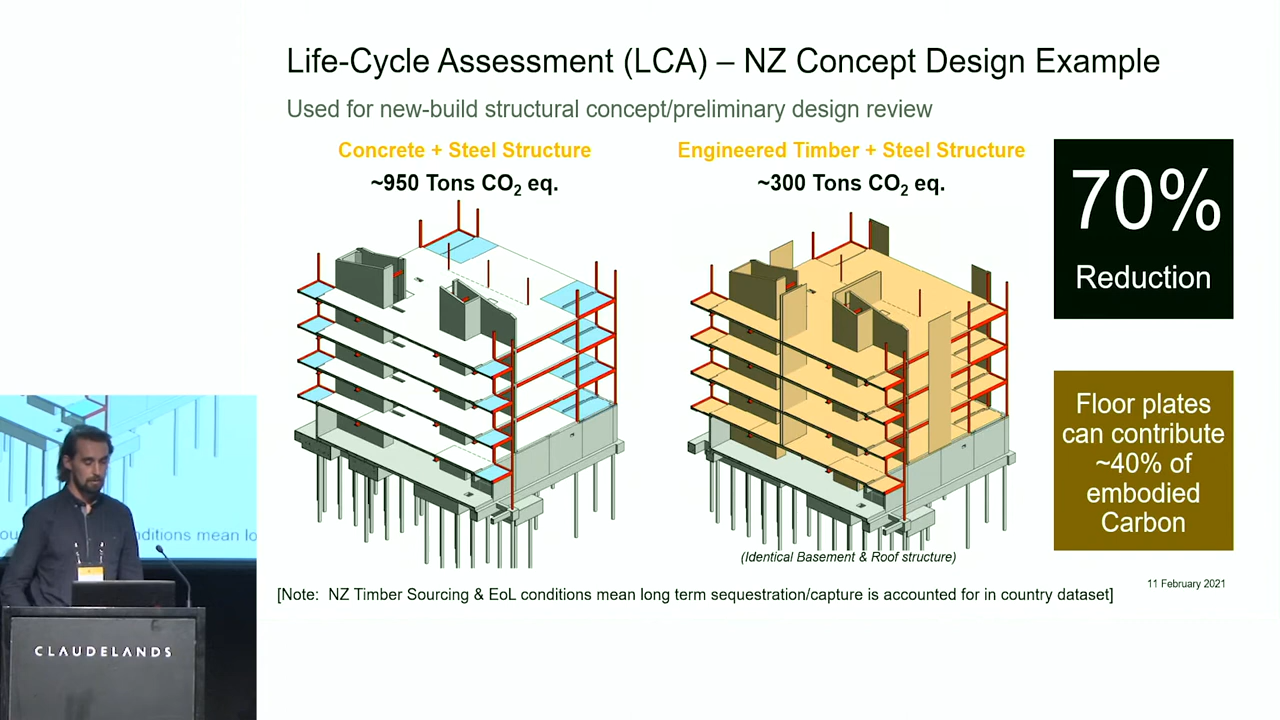 Life-Cycle Assessment (LCA) – NZ Concept Design Example
Used for new-build structural concept/preliminary design review
Concrete + Steel Structure
~950 Tons CO₂ eq.
Engineered Timber + Steel Structure
~300 Tons CO₂ eq.
70%
Reduction
Floor plates
can contribute
~40% of
embodied
Carbon
(Identical Basement & Roof structure)
11 February 2021
[Note: NZ Timber Sourcing & EoL conditions mean long term sequestration/capture is accounted for in country dataset]
ditions mean lo
CLAUDELANDS